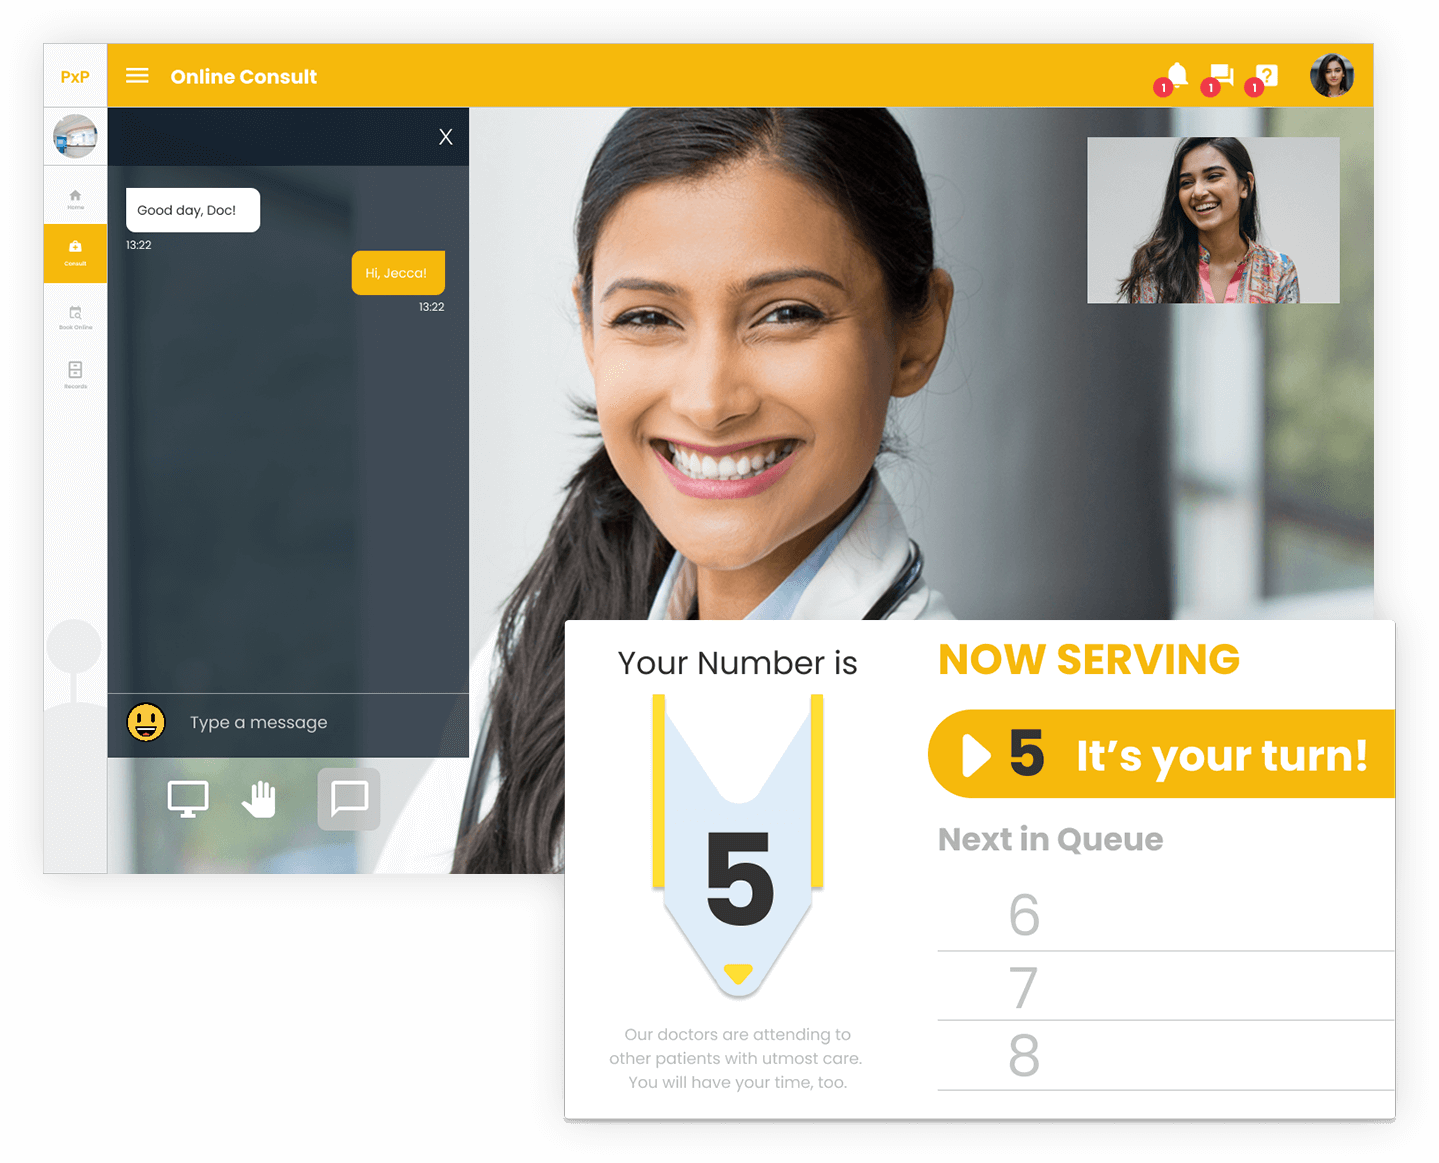 PxP
Online Consult
1
1
1
?
X
Home
Consult
Book Online
Records
Good day, Doc!
13:22
Hi, Jecca!
13:22
Type a message
Your Number is
5
Our doctors are attending to
other patients with utmost care.
You will have your time, too.
NOW SERVING
5 It's your turn!
Next in Queue
6
7
8